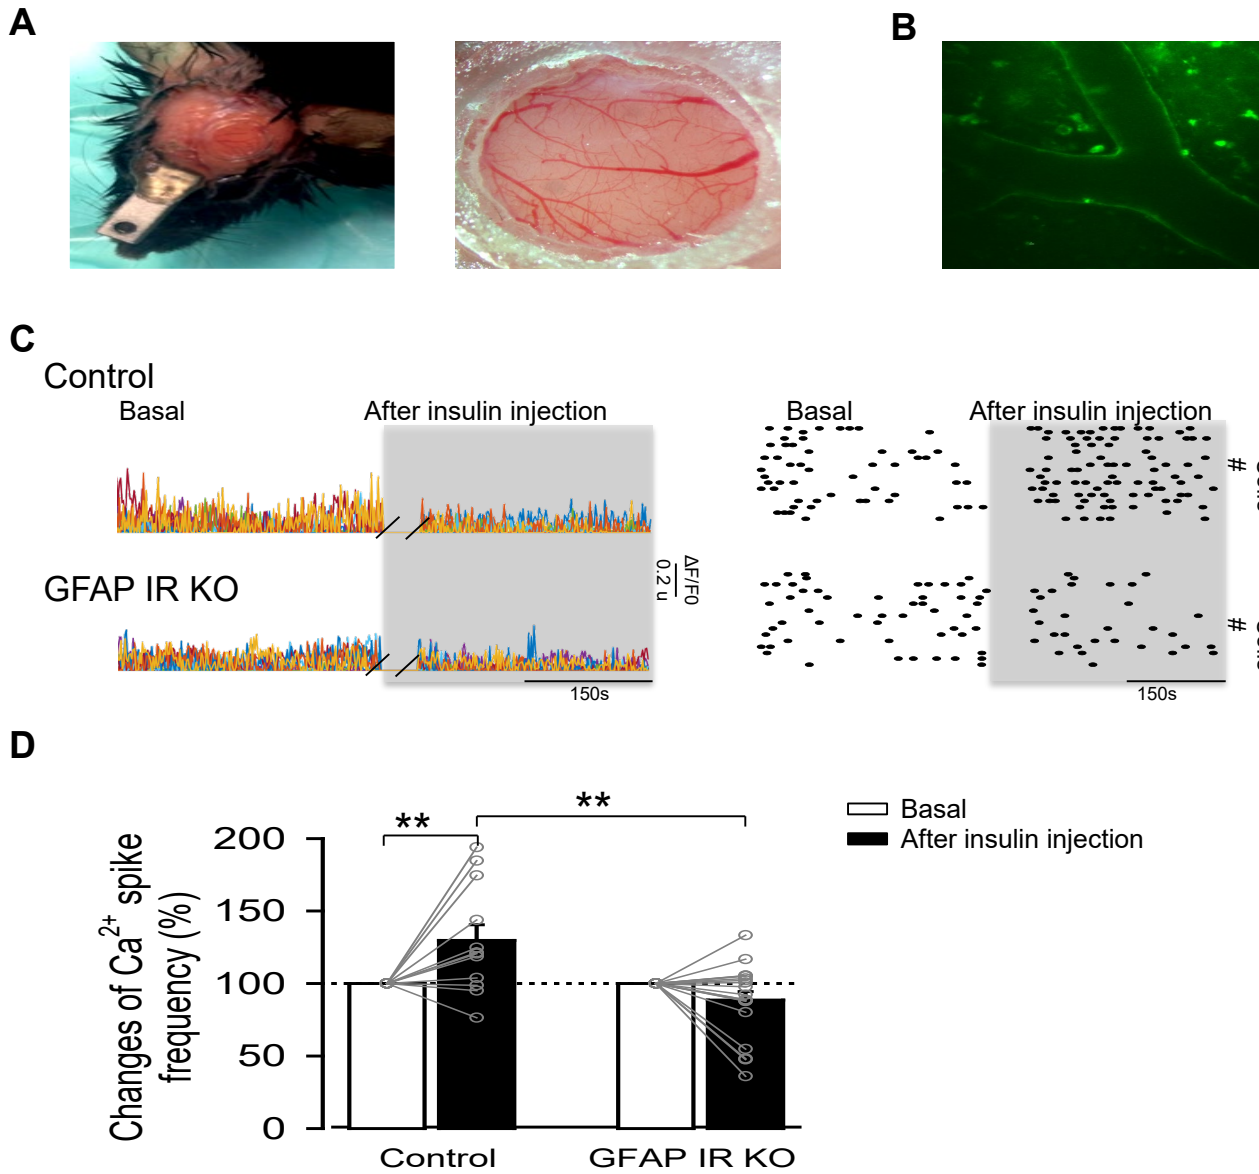 A
B
C
Control
Basal
After insulin injection
Basal
After insulin injection
#
GFAP IR KO
ΔF/F0
0.2 u
#
150s
150s
D
**
**
Basal
After insulin injection
Changes of Ca²⁺ spike
frequency (%)
200
150
100
50
0
Control
GFAP IR KO